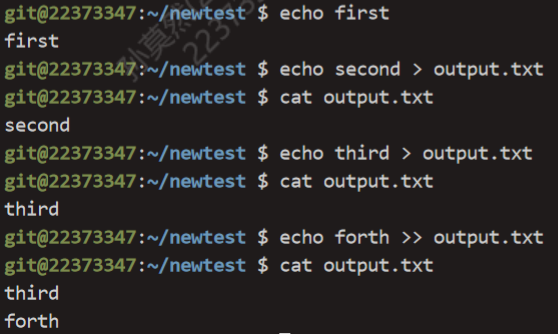 git@22373347:~/newtest $ echo first
first
git@22373347:~/newtest $ echo second > output.txt
git@22373347:~/newtest $ cat output.txt
second
git@22373347:~/newtest $ echo third > output.txt
git@22373347:~/newtest $ cat output.txt
third
git@22373347:~/newtest $ echo forth >> output.txt
git@22373347:~/newtest $ cat output.txt
third
forth